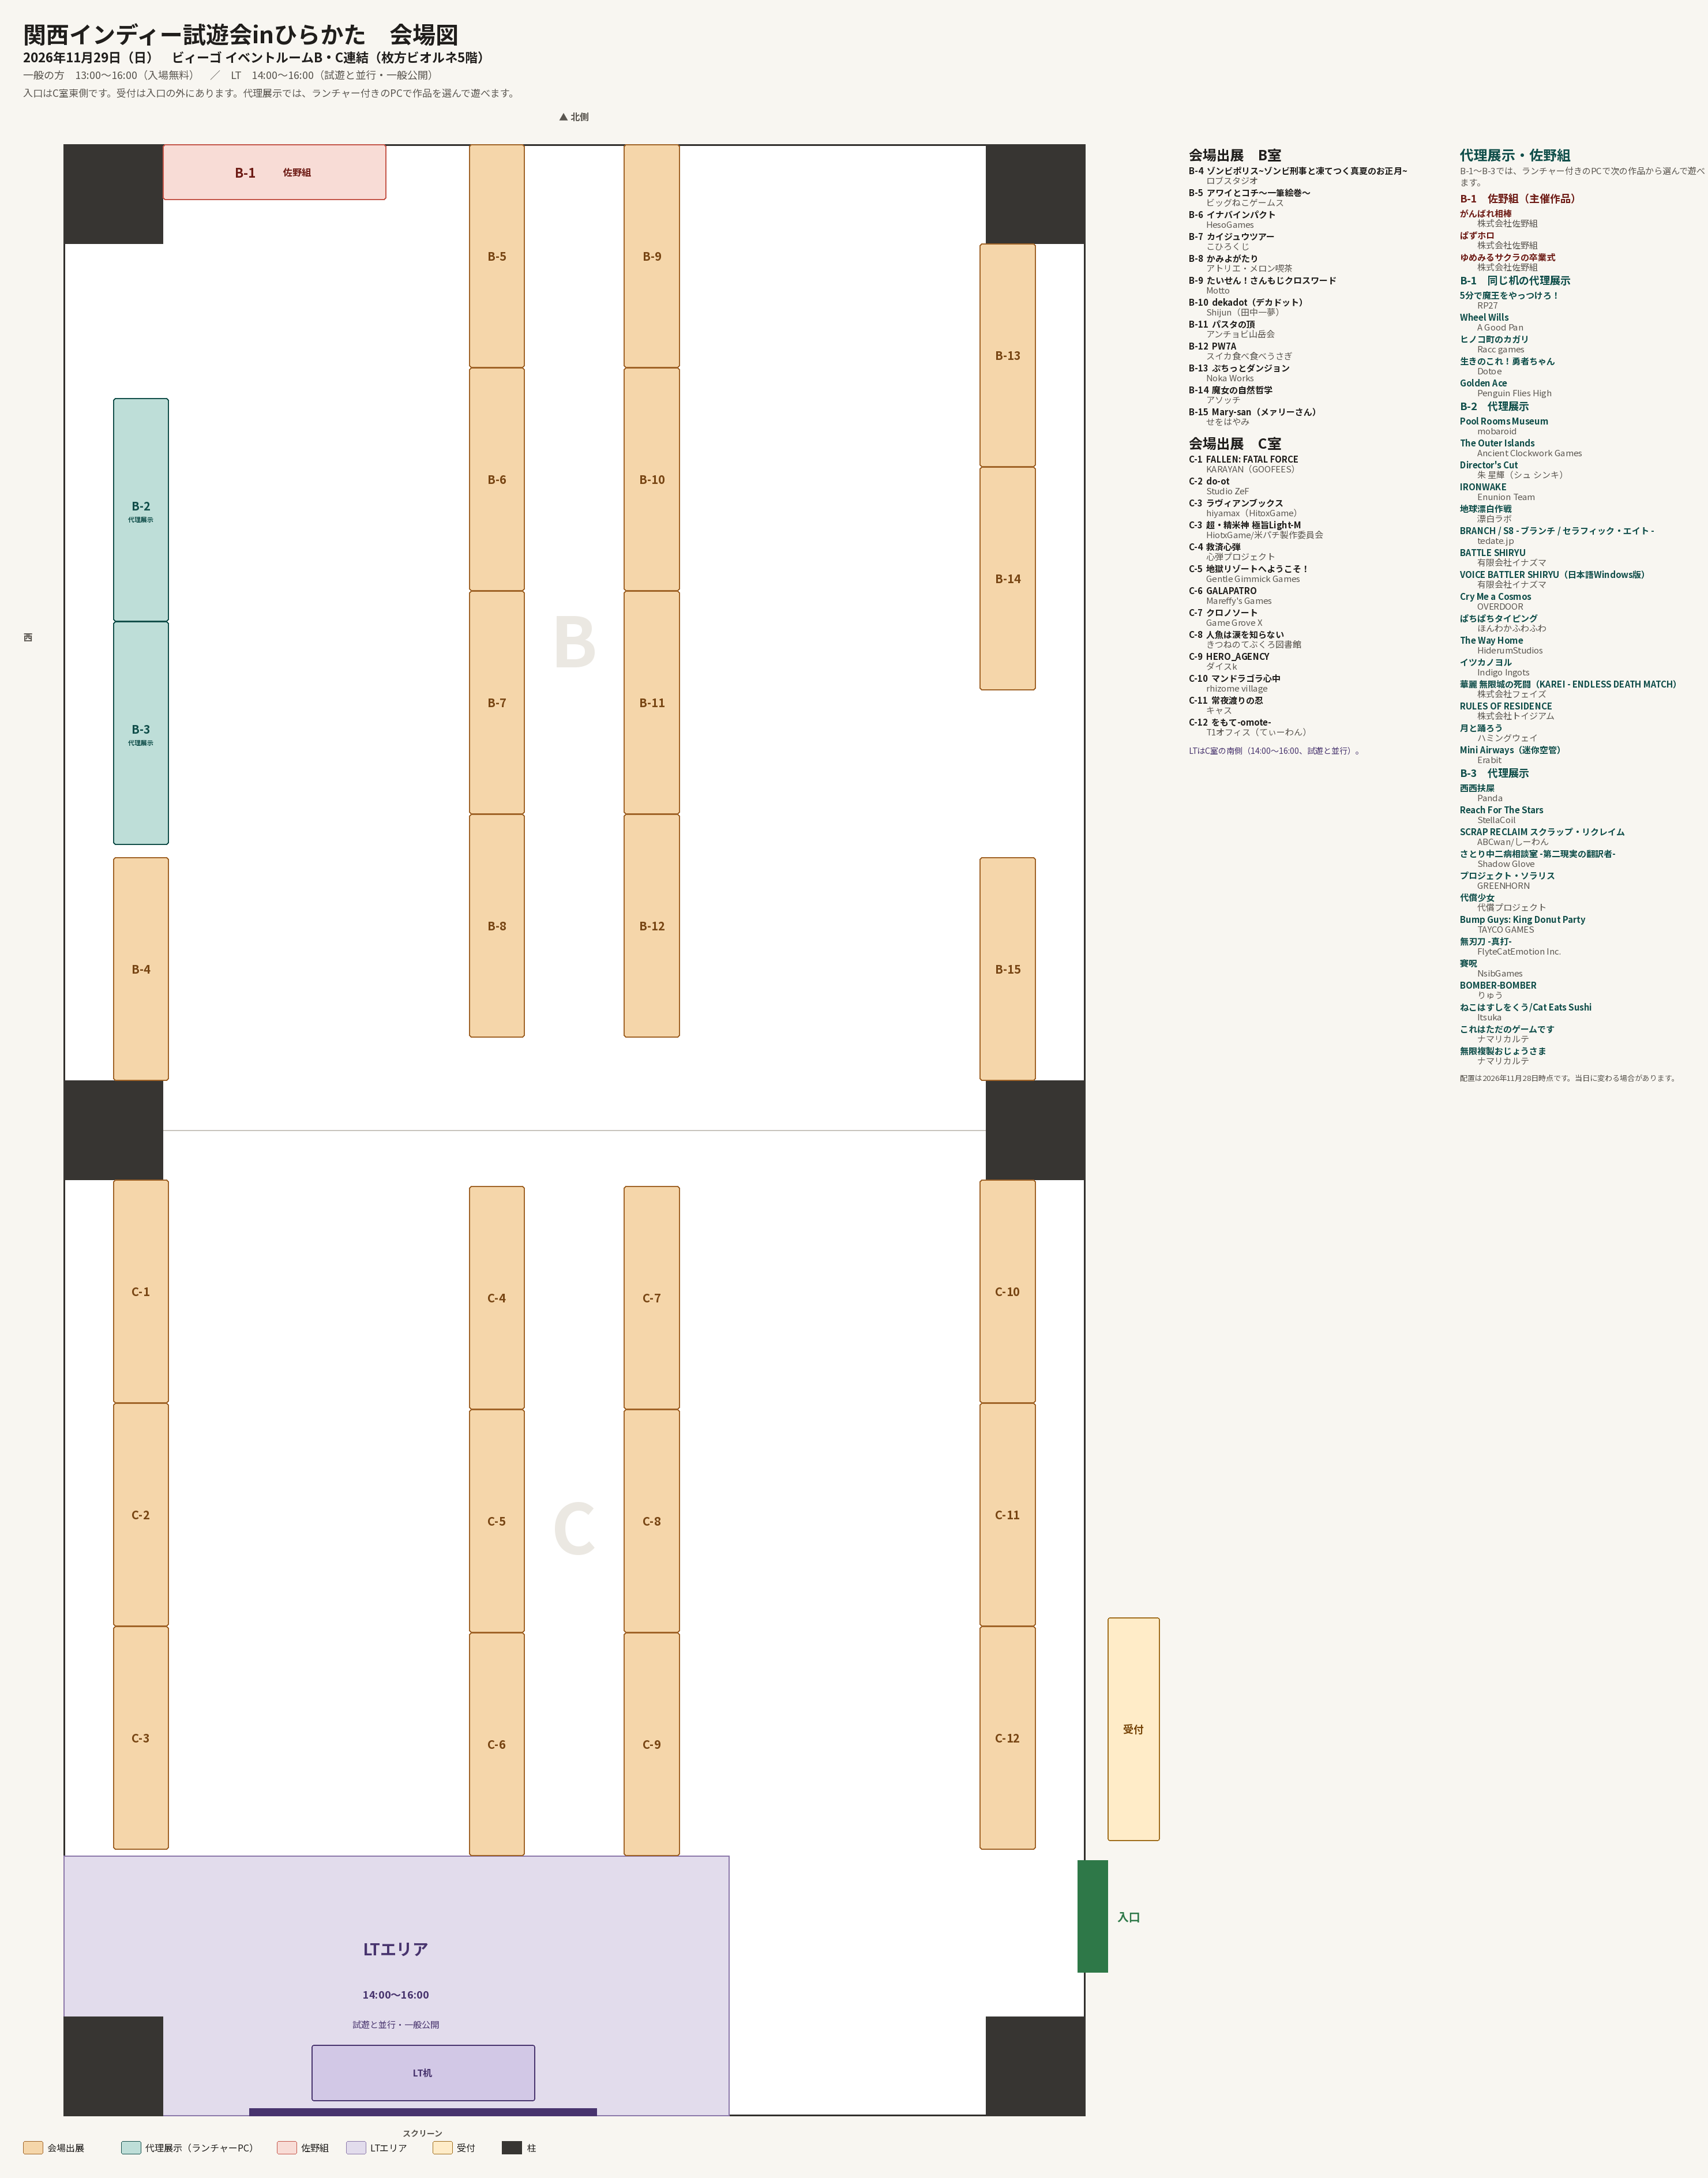 関西インディー試遊会inひらかた　会場図
2026年11月29日（日）　ビィーゴ イベントルームB・C連結（枚方ビオルネ5階）
一般の方　13:00〜16:00（入場無料）　／　LT　14:00〜16:00（試遊と並行・一般公開）
入口はC室東側です。受付は入口の外にあります。代理展示では、ランチャー付きのPCで作品を選んで遊べます。
▲ 北側
西
B-1　佐野組
B-5
B-9
B-13
B-2
代理展示
B-6
B-10
B-14
B
B-3
代理展示
B-7
B-11
B-4
B-8
B-12
B-15
C-1
C-4
C-7
C-10
C-2
C-5
C
C-8
C-11
C-3
C-6
C-9
C-12
受付
入口
LTエリア
14:00〜16:00
試遊と並行・一般公開
LT机
スクリーン
会場出展
代理展示（ランチャーPC）
佐野組
LTエリア
受付
柱
会場出展　B室
B-4 ゾンビポリス~ゾンビ刑事と凍てつく真夏のお正月~
ロブスタジオ
B-5 アワイとコチ〜一筆絵巻〜
ビッグねこゲームス
B-6 イナバインパクト
HesoGames
B-7 カイジュウツアー
こひろくじ
B-8 かみよがたり
アトリエ・メロン喫茶
B-9 たいせん！さんもじクロスワード
Motto
B-10 dekadot（デカドット）
Shijun（田中一夢）
B-11 パスタの頂
アンチョビ山岳会
B-12 PW7A
スイカ食べ食べうさぎ
B-13 ぷちっとダンジョン
Noka Works
B-14 魔女の自然哲学
アソッチ
B-15 Mary-san（メァリーさん）
せをはやみ
会場出展　C室
C-1 FALLEN: FATAL FORCE
KARAYAN（GOOFEES）
C-2 do-ot
Studio ZeF
C-3 ラヴィアンブックス
hiyamax（HitoxGame）
C-3 超・精米神 極旨Light-M
HiotxGame/米パチ製作委員会
C-4 救済心弾
心弾プロジェクト
C-5 地獄リゾートへようこそ！
Gentle Gimmick Games
C-6 GALAPATRO
Mareffy's Games
C-7 クロノソート
Game Grove X
C-8 人魚は涙を知らない
きつねのてぶくろ図書館
C-9 HERO_AGENCY
ダイスk
C-10 マンドラゴラ心中
rhizome village
C-11 常夜渡りの忍
キャス
C-12 をもて-omote-
T1オフィス（てぃーわん）
LTはC室の南側（14:00〜16:00、試遊と並行）。
代理展示・佐野組
B-1〜B-3では、ランチャー付きのPCで次の作品から選んで遊べ
ます。
B-1　佐野組（主催作品）
がんばれ相棒
株式会社佐野組
ぱずホロ
株式会社佐野組
ゆめみるサクラの卒業式
株式会社佐野組
B-1　同じ机の代理展示
5分で魔王をやっつけろ！
RP27
Wheel Wills
A Good Pan
ヒノコ町のカガリ
Racc games
生きのこれ！勇者ちゃん
Dotoe
Golden Ace
Penguin Flies High
B-2　代理展示
Pool Rooms Museum
mobaroid
The Outer Islands
Ancient Clockwork Games
Director's Cut
朱 星輝（シュ シンキ）
IRONWAKE
Enunion Team
地球漂白作戦
漂白ラボ
BRANCH / S8 - ブランチ / セラフィック・エイト -
tedate.jp
BATTLE SHIRYU
有限会社イナズマ
VOICE BATTLER SHIRYU（日本語Windows版）
有限会社イナズマ
Cry Me a Cosmos
OVERDOOR
ぱちぱちタイピング
ほんわかふわふわ
The Way Home
HiderumStudios
イツカノヨル
Indigo Ingots
華麗 無限城の死闘（KAREI - ENDLESS DEATH MATCH）
株式会社フェイズ
RULES OF RESIDENCE
株式会社トイジアム
月と踊ろう
ハミングウェイ
Mini Airways（迷你空管）
Erabit
B-3　代理展示
西西扶屎
Panda
Reach For The Stars
StellaCoil
SCRAP RECLAIM スクラップ・リクレイム
ABCwan/しーわん
さとり中二病相談室 -第二現実の翻訳者-
Shadow Glove
プロジェクト・ソラリス
GREENHORN
代償少女
代償プロジェクト
Bump Guys: King Donut Party
TAYCO GAMES
無刃刀 -真打-
FlyteCatEmotion Inc.
賽呪
NsibGames
BOMBER-BOMBER
りゅう
ねこはすしをくう/Cat Eats Sushi
Itsuka
これはただのゲームです
ナマリカルテ
無限複製おじょうさま
ナマリカルテ
配置は2026年11月28日時点です。当日に変わる場合があります。